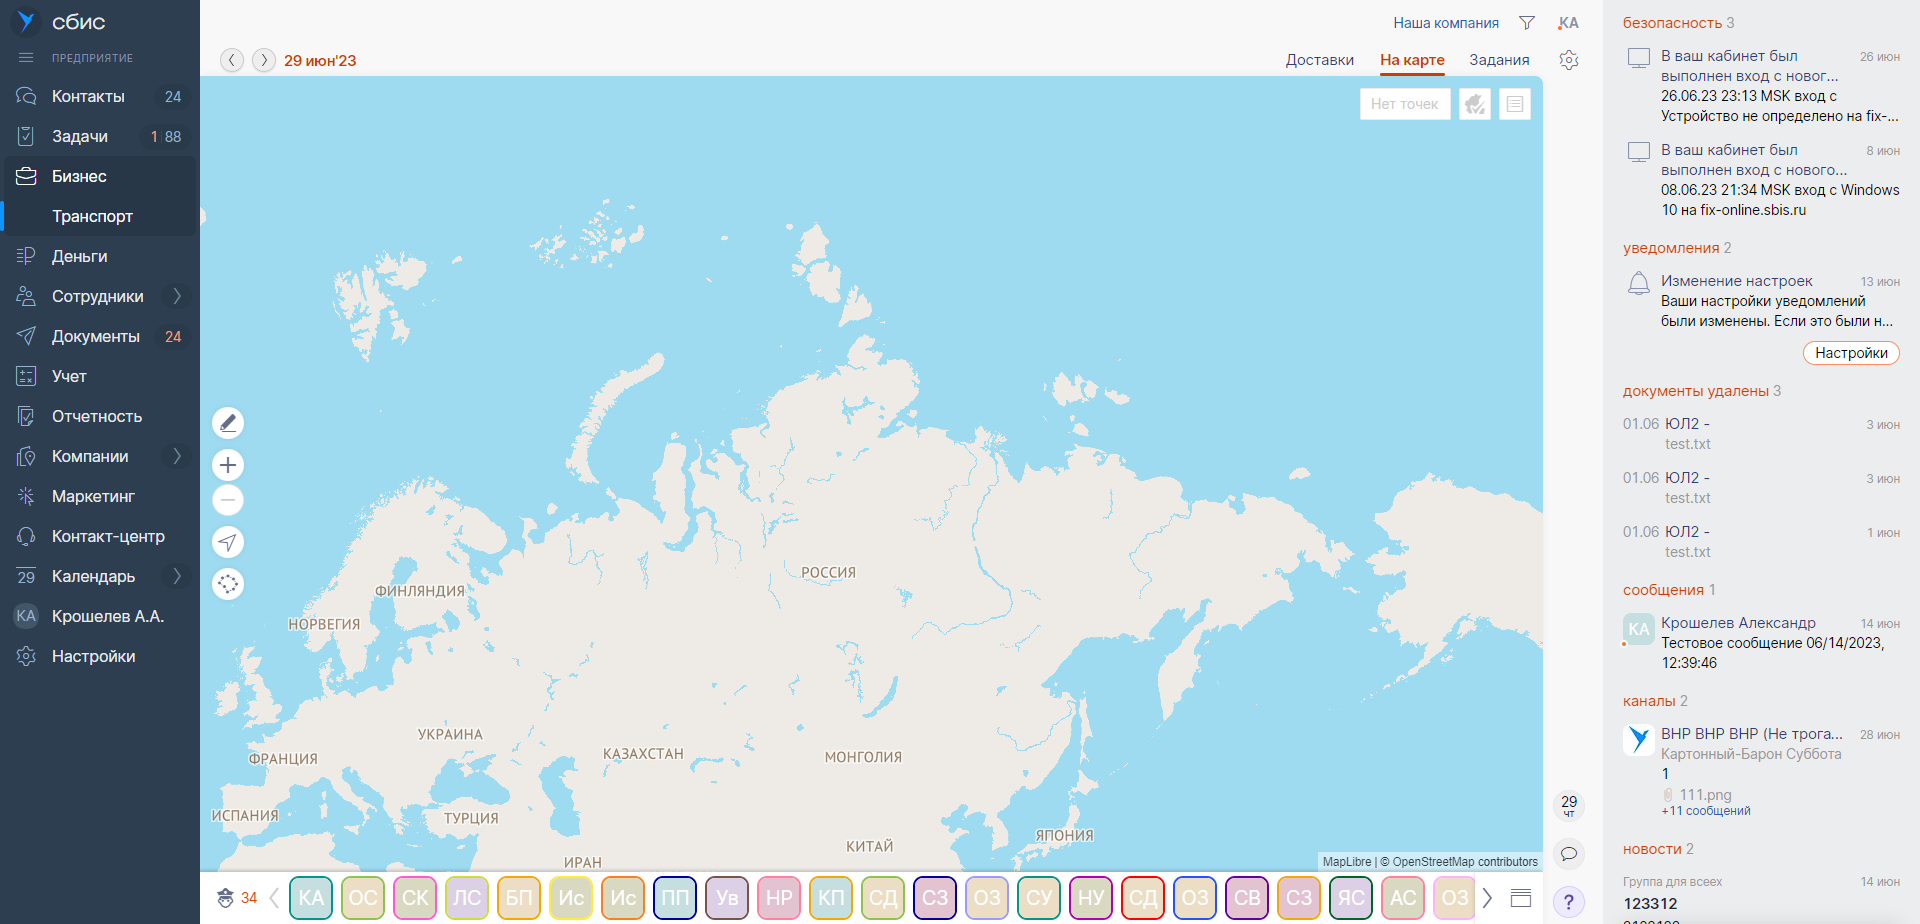 сбис
ПРЕДПРИЯТИЕ
Контакты 24
Задачи 1 88
Бизнес
Транспорт
Деньги
Сотрудники
Документы 24
Учет
Отчетность
Компании
Маркетинг
Контакт-центр
29 Календарь
КА Крошелев А.А.
Настройки
Наша компания КА
29 июн'23 Доставки На карте Задания
Нет точек
РОССИЯ
ФИНЛЯНДИЯ
НОРВЕГИЯ
УКРАИНА
ФРАНЦИЯ
КАЗАХСТАН
МОНГОЛИЯ
ИСПАНИЯ
ТУРЦИЯ
ЯПОНИЯ
КИТАЙ
ИРАН
MapLibre | © OpenStreetMap contributors
34 КА ОС СК ЛС БП Ис Ис ПП Ув НР КП СД СЗ ОЗ СУ НУ СД ОЗ СВ СЗ ЯС АС ОЗ
29
чт
?
безопасность 3
В ваш кабинет был 26 июн
выполнен вход с новог...
26.06.23 23:13 MSK вход с
Устройство не определено на fix-...
В ваш кабинет был 8 июн
выполнен вход с нового...
08.06.23 21:34 MSK вход с Windows
10 на fix-online.sbis.ru
уведомления 2
Изменение настроек 13 июн
Ваши настройки уведомлений
были изменены. Если это были н...
Настройки
документы удалены 3
01.06 ЮЛ2 - 3 июн
test.txt
01.06 ЮЛ2 - 3 июн
test.txt
01.06 ЮЛ2 - 1 июн
test.txt
сообщения 1
КА Крошелев Александр 14 июн
Тестовое сообщение 06/14/2023,
12:39:46
каналы 2
ВНР ВНР ВНР (Не трога... 28 июн
Картонный-Барон Суббота
1
111.png
+11 сообщений
новости 2
Группа для всеех 14 июн
123312